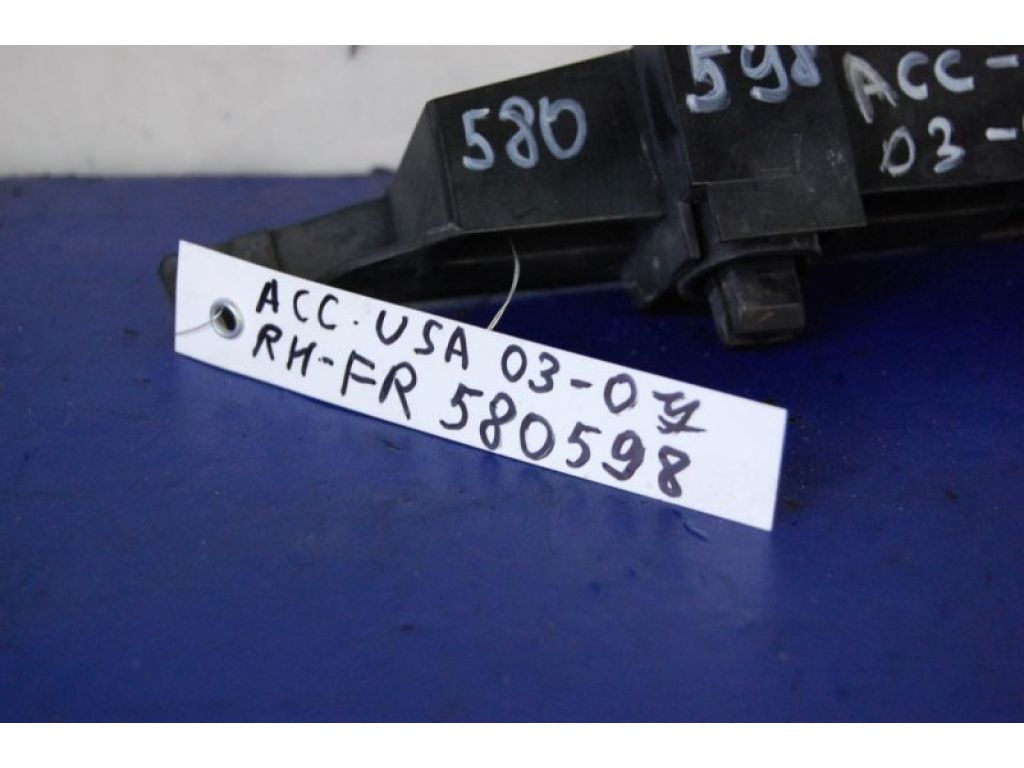 580
598
ACC-
03-
ACC. USA 03-07
RH-FR 580598